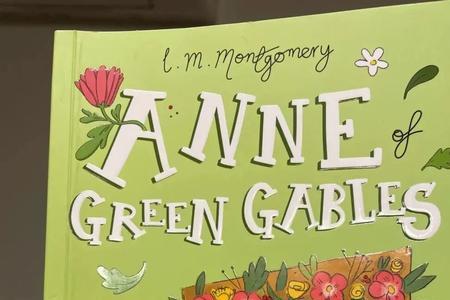 L. M. Montgomery
ANNE of
GREEN GABLES